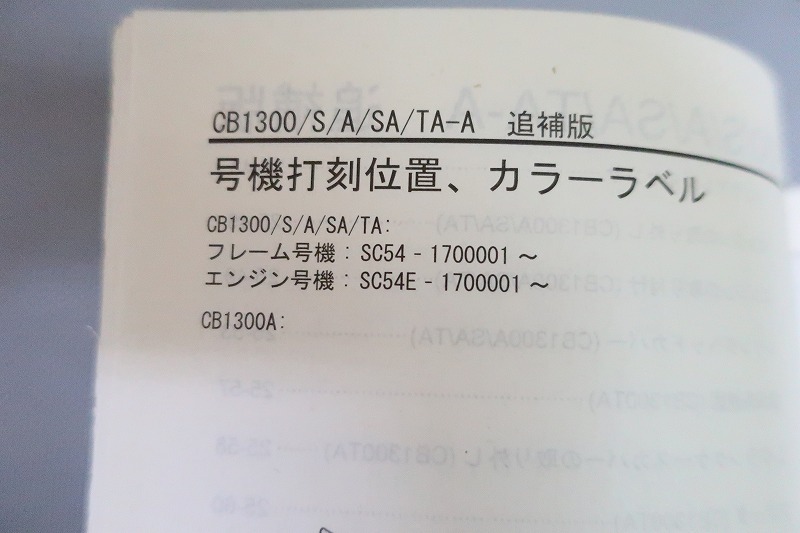 CB1300/S/A/SA/TA-A 追補版
号機打刻位置、カラーラベル
CB1300/S/A/SA/TA:
フレーム号機：SC54 - 1700001 ～
エンジン号機：SC54E - 1700001 ～
CB1300A: